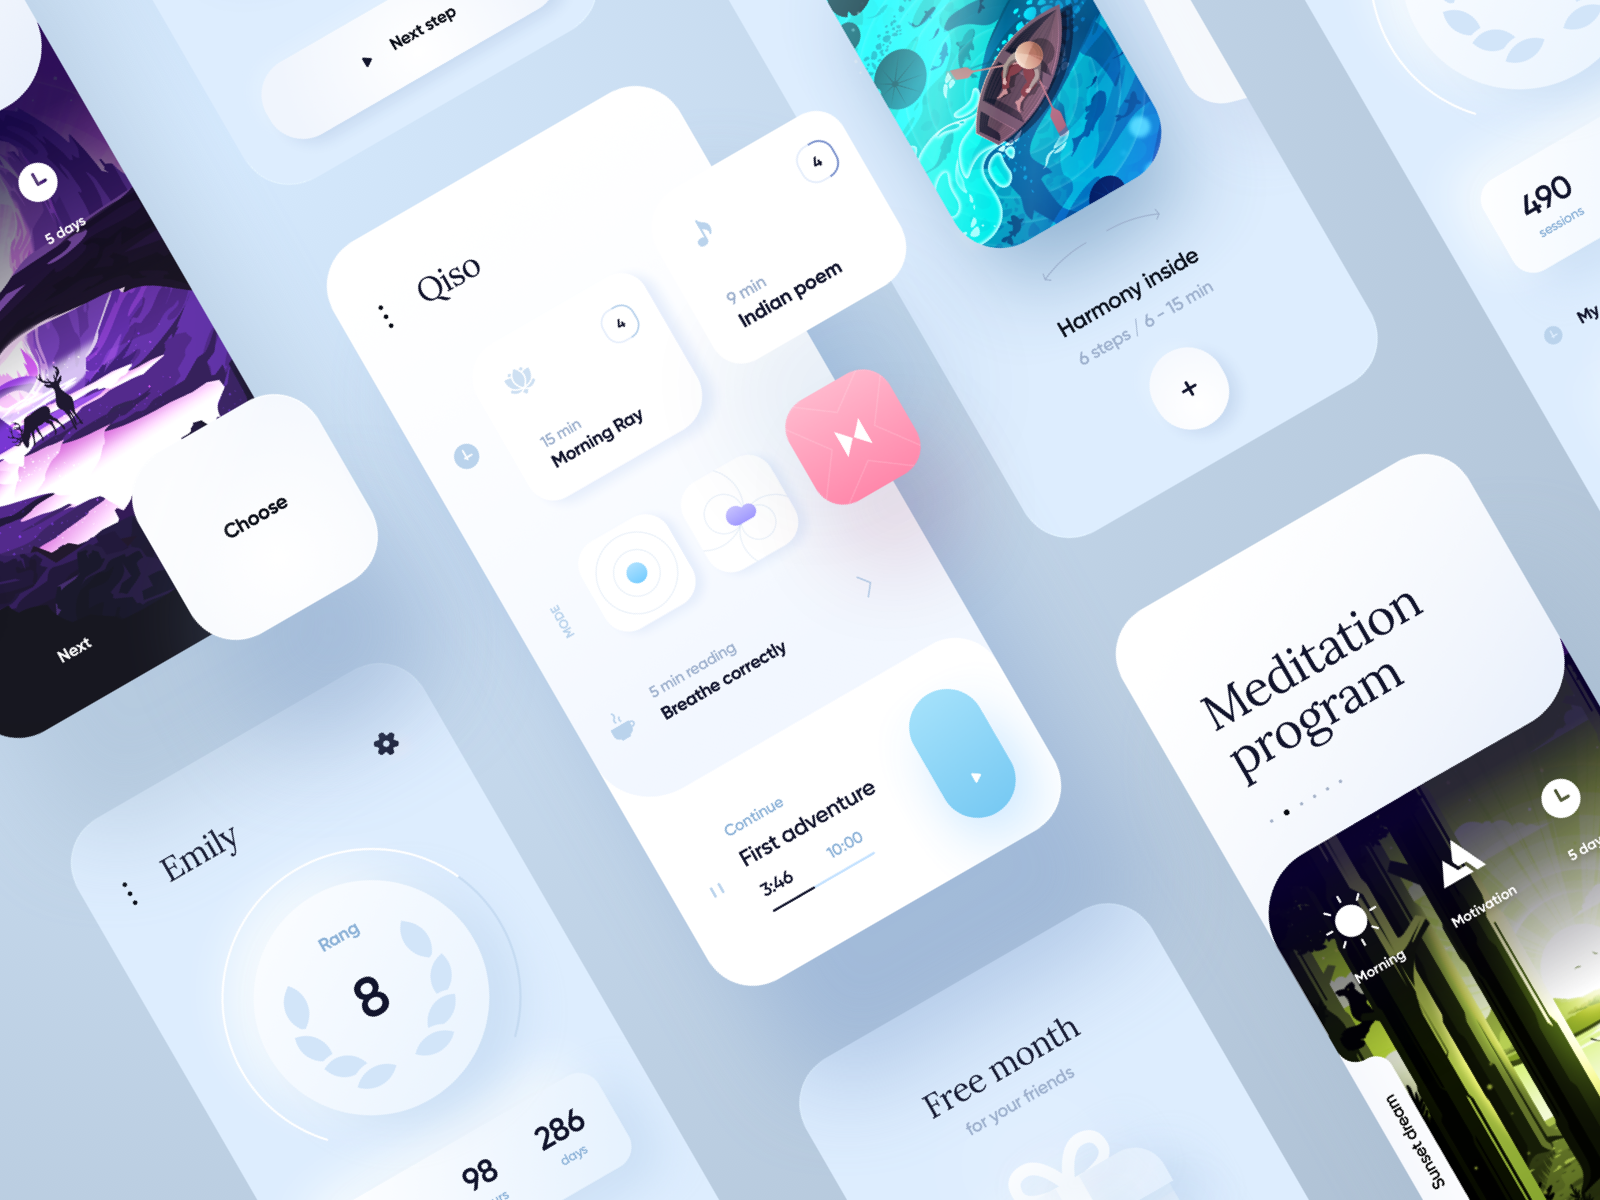 Next step
5 days
Choose
Next
Qiso
4
9 min
Indian poem
4
15 min
Morning Ray
MODE
5 min reading
Breathe correctly
Continue
First adventure
3:46
10:00
Harmony inside
6 steps / 6 - 15 min
490
sessions
My
Emily
Rang
8
98
286
days
Free month
for your friends
Meditation
program
Morning
Motivation
Sunset dream